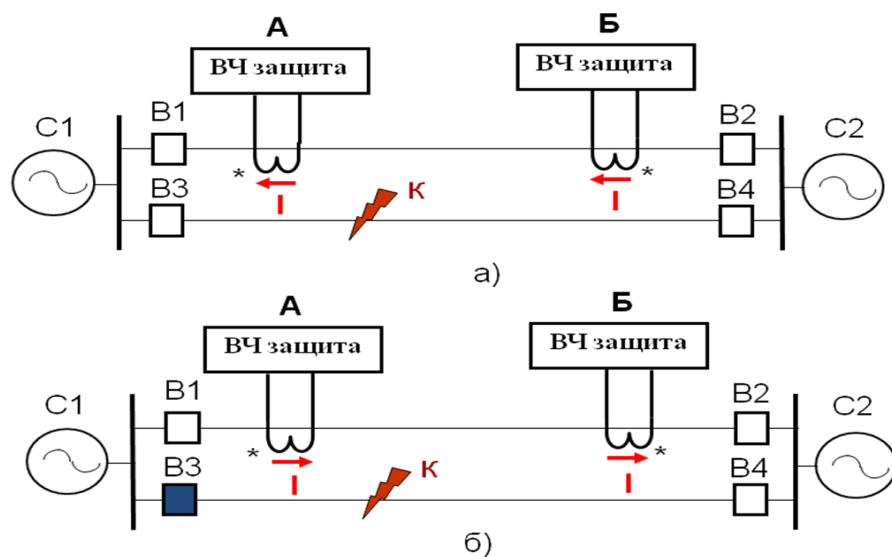 А Б
ВЧ защита ВЧ защита
С1 В1 В2 С2
* I I *
В3 К В4
а)
А Б
ВЧ защита ВЧ защита
С1 В1 В2 С2
* I I *
В3 К В4
б)